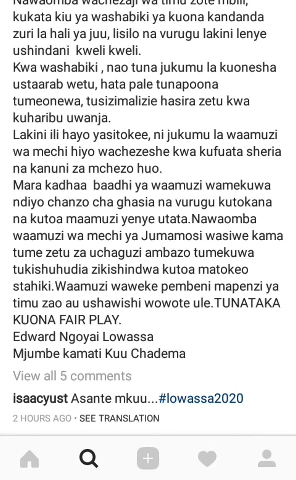 Nawaomba wachezaji wa timu zote mbili,
kukata kiu ya washabiki ya kuona kandanda
zuri la hali ya juu, lisilo na vurugu lakini lenye
ushindani  kweli kweli.
Kwa washabiki , nao tuna jukumu la kuonesha
ustaarab wetu, hata pale tunapoona
tumeonewa, tusizimalizie hasira zetu kwa
kuharibu uwanja.
Lakini ili hayo yasitokee, ni jukumu la waamuzi
wa mechi hiyo wachezeshe kwa kufuata sheria
na kanuni za mchezo huo.
Mara kadhaa  baadhi ya waamuzi wamekuwa
ndiyo chanzo cha ghasia na vurugu kutokana
na kutoa maamuzi yenye utata.Nawaomba
waamuzi wa mechi ya Jumamosi wasiwe kama
tume zetu za uchaguzi ambazo tumekuwa
tukishuhudia zikishindwa kutoa matokeo
stahiki.Waamuzi waweke pembeni mapenzi ya
timu zao au ushawishi wowote ule.TUNATAKA
KUONA FAIR PLAY.
Edward Ngoyai Lowassa
Mjumbe kamati Kuu Chadema
View all 5 comments
isaacyust Asante mkuu...#lowassa2020
2 HOURS AGO • SEE TRANSLATION